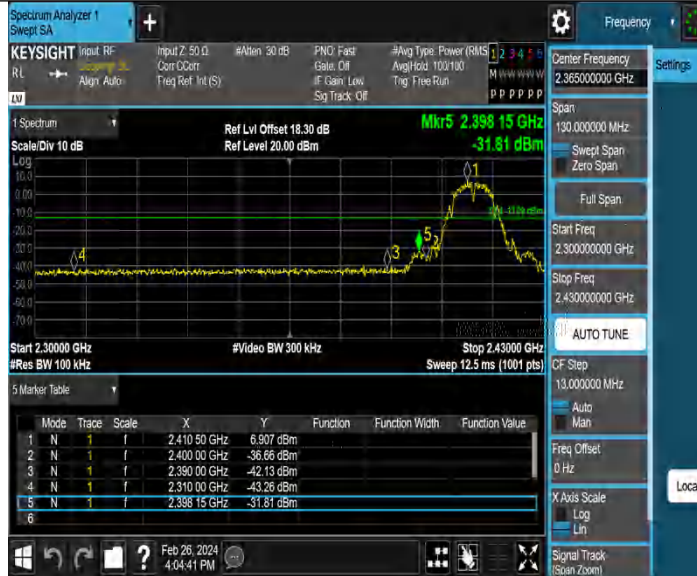 Spectrum Analyzer 1
Swept SA
+
Frequency
KEYSIGHT Input: RF
RL
Align: Auto
Input Z: 50 Ω
Corr CCorr
Freq Ref: Int (S)
#Atten: 30 dB
PNO: Fast
Gate: Off
IF Gain: Low
Sig Track: Off
#Avg Type: Power (RMS
Avg|Hold: 100/100
Trig: Free Run
1 2 3 4 5 6
M W W W W W
P P P P P P
LXI
1 Spectrum
Scale/Div 10 dB
Ref Lvl Offset 18.30 dB
Ref Level 20.00 dBm
Mkr5 2.398 15 GHz
-31.81 dBm
Log
10.0
0.00
-10.0
-20.0
-30.0
-40.0
-50.0
-60.0
-70.0
1
5
2
3
4
Start 2.30000 GHz
#Res BW 100 kHz
#Video BW 300 kHz
Stop 2.43000 GHz
Sweep 12.5 ms (1001 pts)
5 Marker Table
Mode Trace Scale X Y Function Function Width Function Value
1 N 1 f 2.410 50 GHz 6.907 dBm
2 N 1 f 2.400 00 GHz -36.66 dBm
3 N 1 f 2.390 00 GHz -42.13 dBm
4 N 1 f 2.310 00 GHz -43.26 dBm
5 N 1 f 2.398 15 GHz -31.81 dBm
6
Feb 26, 2024
4:04:41 PM
?
Center Frequency
2.365000000 GHz
Settings
Span
130.000000 MHz
Swept Span
Zero Span
Full Span
Start Freq
2.300000000 GHz
Stop Freq
2.430000000 GHz
AUTO TUNE
CF Step
13.000000 MHz
Auto
Man
Freq Offset
0 Hz
X Axis Scale
Log
Lin
Signal Track
(Span Zoom)
Loca